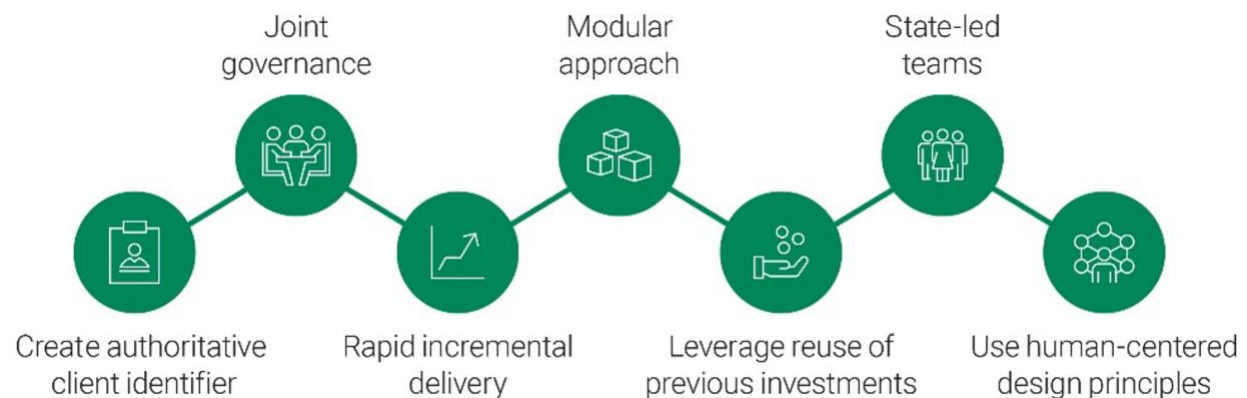 Joint
governance
Modular
approach
State-led
teams
Create authoritative
client identifier
Rapid incremental
delivery
Leverage reuse of
previous investments
Use human-centered
design principles